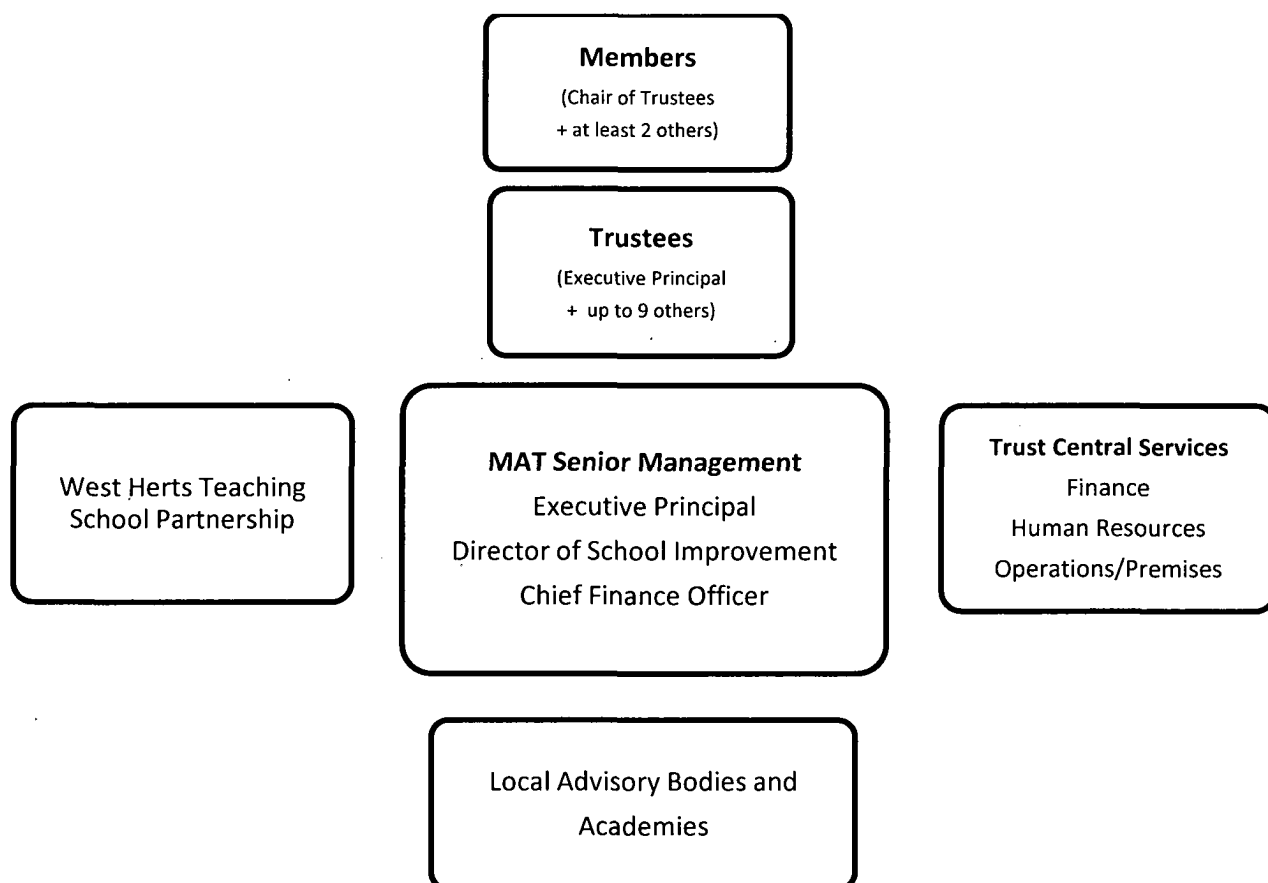 Members
(Chair of Trustees
+ at least 2 others)
Trustees
(Executive Principal
+ up to 9 others)
West Herts Teaching
School Partnership
MAT Senior Management
Executive Principal
Director of School Improvement
Chief Finance Officer
Trust Central Services
Finance
Human Resources
Operations/Premises
Local Advisory Bodies and
Academies